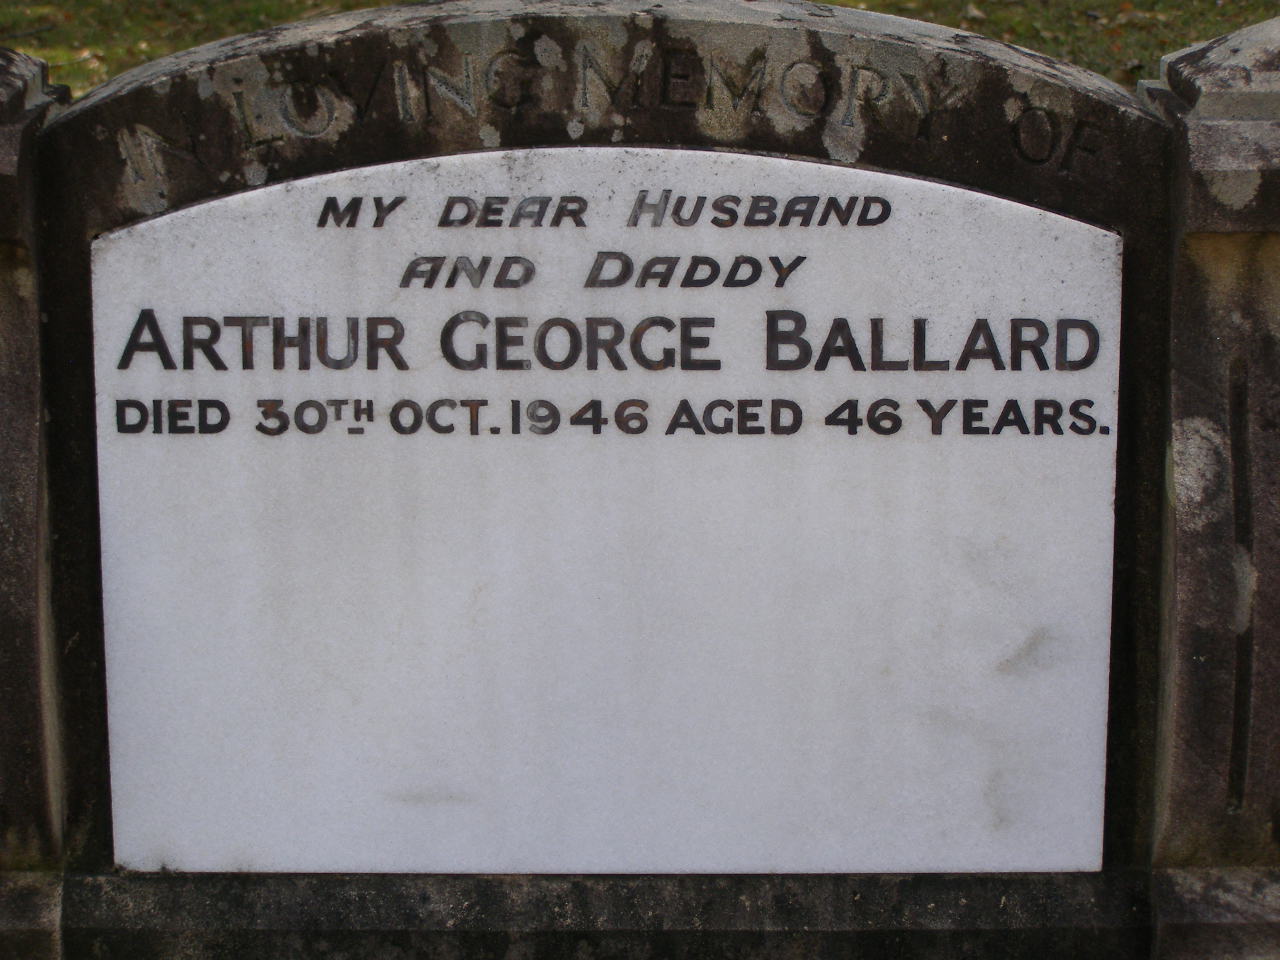 IN LOVING MEMORY OF
MY DEAR HUSBAND
AND DADDY
ARTHUR GEORGE BALLARD
DIED 30TH OCT. 1946 AGED 46 YEARS.